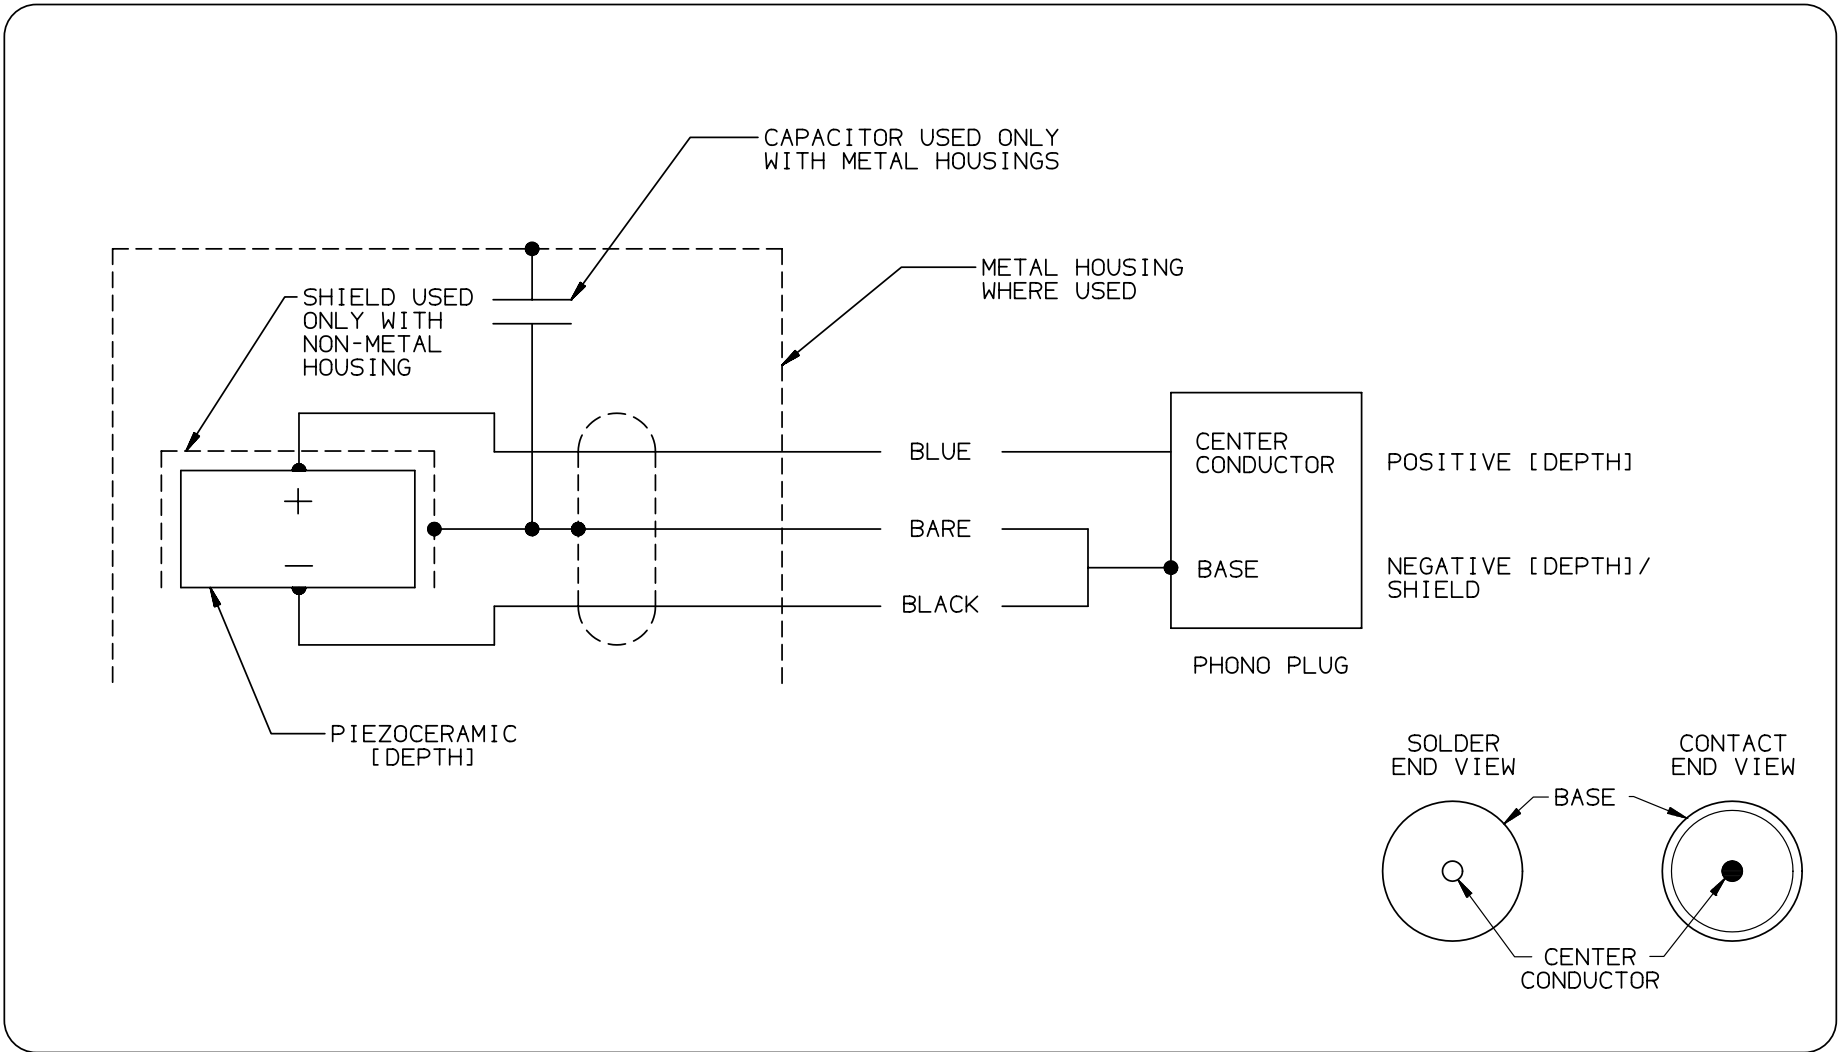 CAPACITOR USED ONLY
WITH METAL HOUSINGS
METAL HOUSING
WHERE USED
SHIELD USED
ONLY WITH
NON-METAL
HOUSING
BLUE
CENTER
CONDUCTOR
POSITIVE [DEPTH]
+
BARE
BASE
NEGATIVE [DEPTH]/
SHIELD
—
BLACK
PHONO PLUG
PIEZOCERAMIC
[DEPTH]
SOLDER
END VIEW
CONTACT
END VIEW
BASE
CENTER
CONDUCTOR